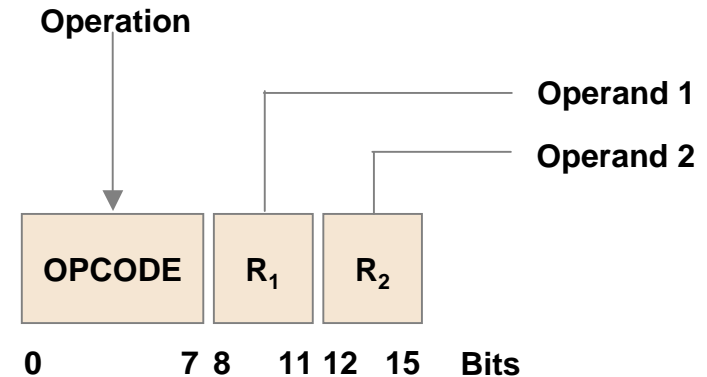 Operation
Operand 1
Operand 2
OPCODE R₁ R₂
0 7 8 11 12 15 Bits